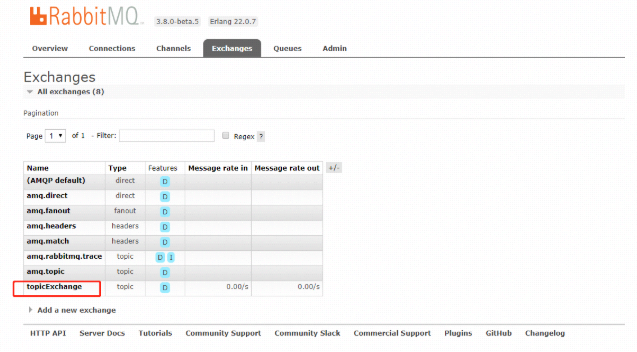 RabbitMQ 3.8.0-beta.5 Erlang 22.0.7
Overview Connections Channels Exchanges Queues Admin
Exchanges
All exchanges (8)
Pagination
Page 1 of 1 - Filter: Regex ?
Name Type Features Message rate in Message rate out +/-
(AMQP default) direct D
amq.direct direct D
amq.fanout fanout D
amq.headers headers D
amq.match headers D
amq.rabbitmq.trace topic D I
amq.topic topic D
topicExchange topic D 0.00/s 0.00/s
Add a new exchange
HTTP API Server Docs Tutorials Community Support Community Slack Commercial Support Plugins GitHub Changelog